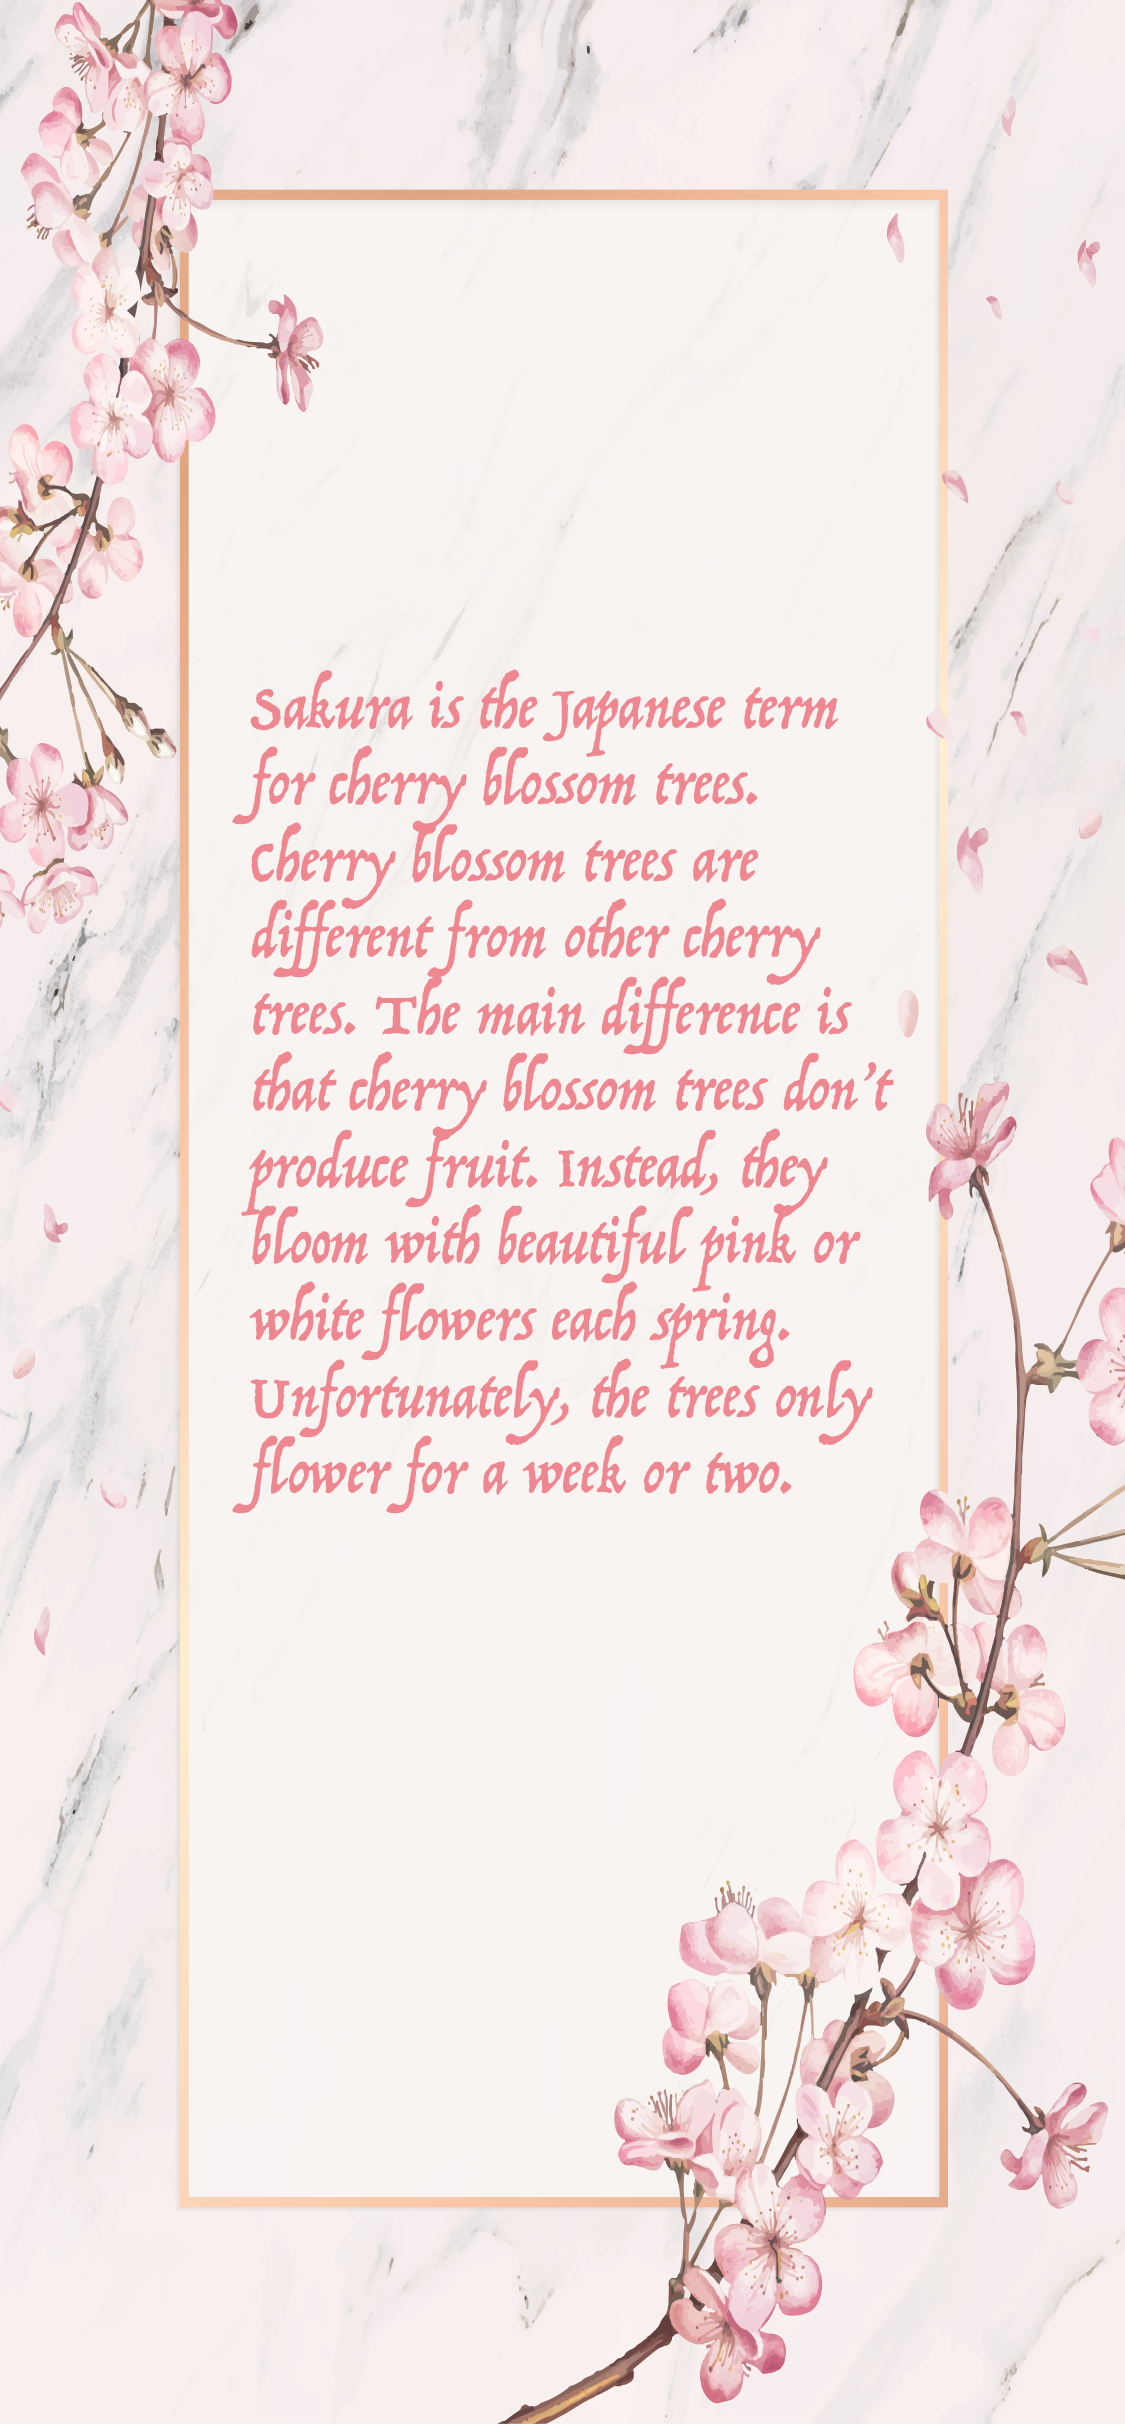 Sakura is the Japanese term
for cherry blossom trees.
Cherry blossom trees are
different from other cherry
trees. The main difference is
that cherry blossom trees don't
produce fruit. Instead, they
bloom with beautiful pink or
white flowers each spring.
Unfortunately, the trees only
flower for a week or two.